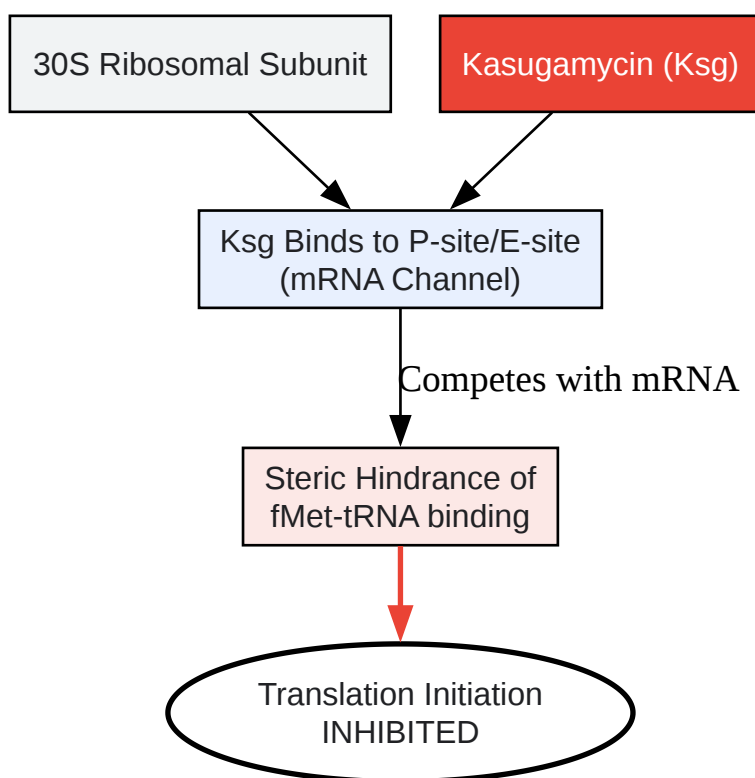 30S Ribosomal Subunit
Kasugamycin (Ksg)
Ksg Binds to P-site/E-site
(mRNA Channel)
Competes with mRNA
Steric Hindrance of
fMet-tRNA binding
Translation Initiation
INHIBITED